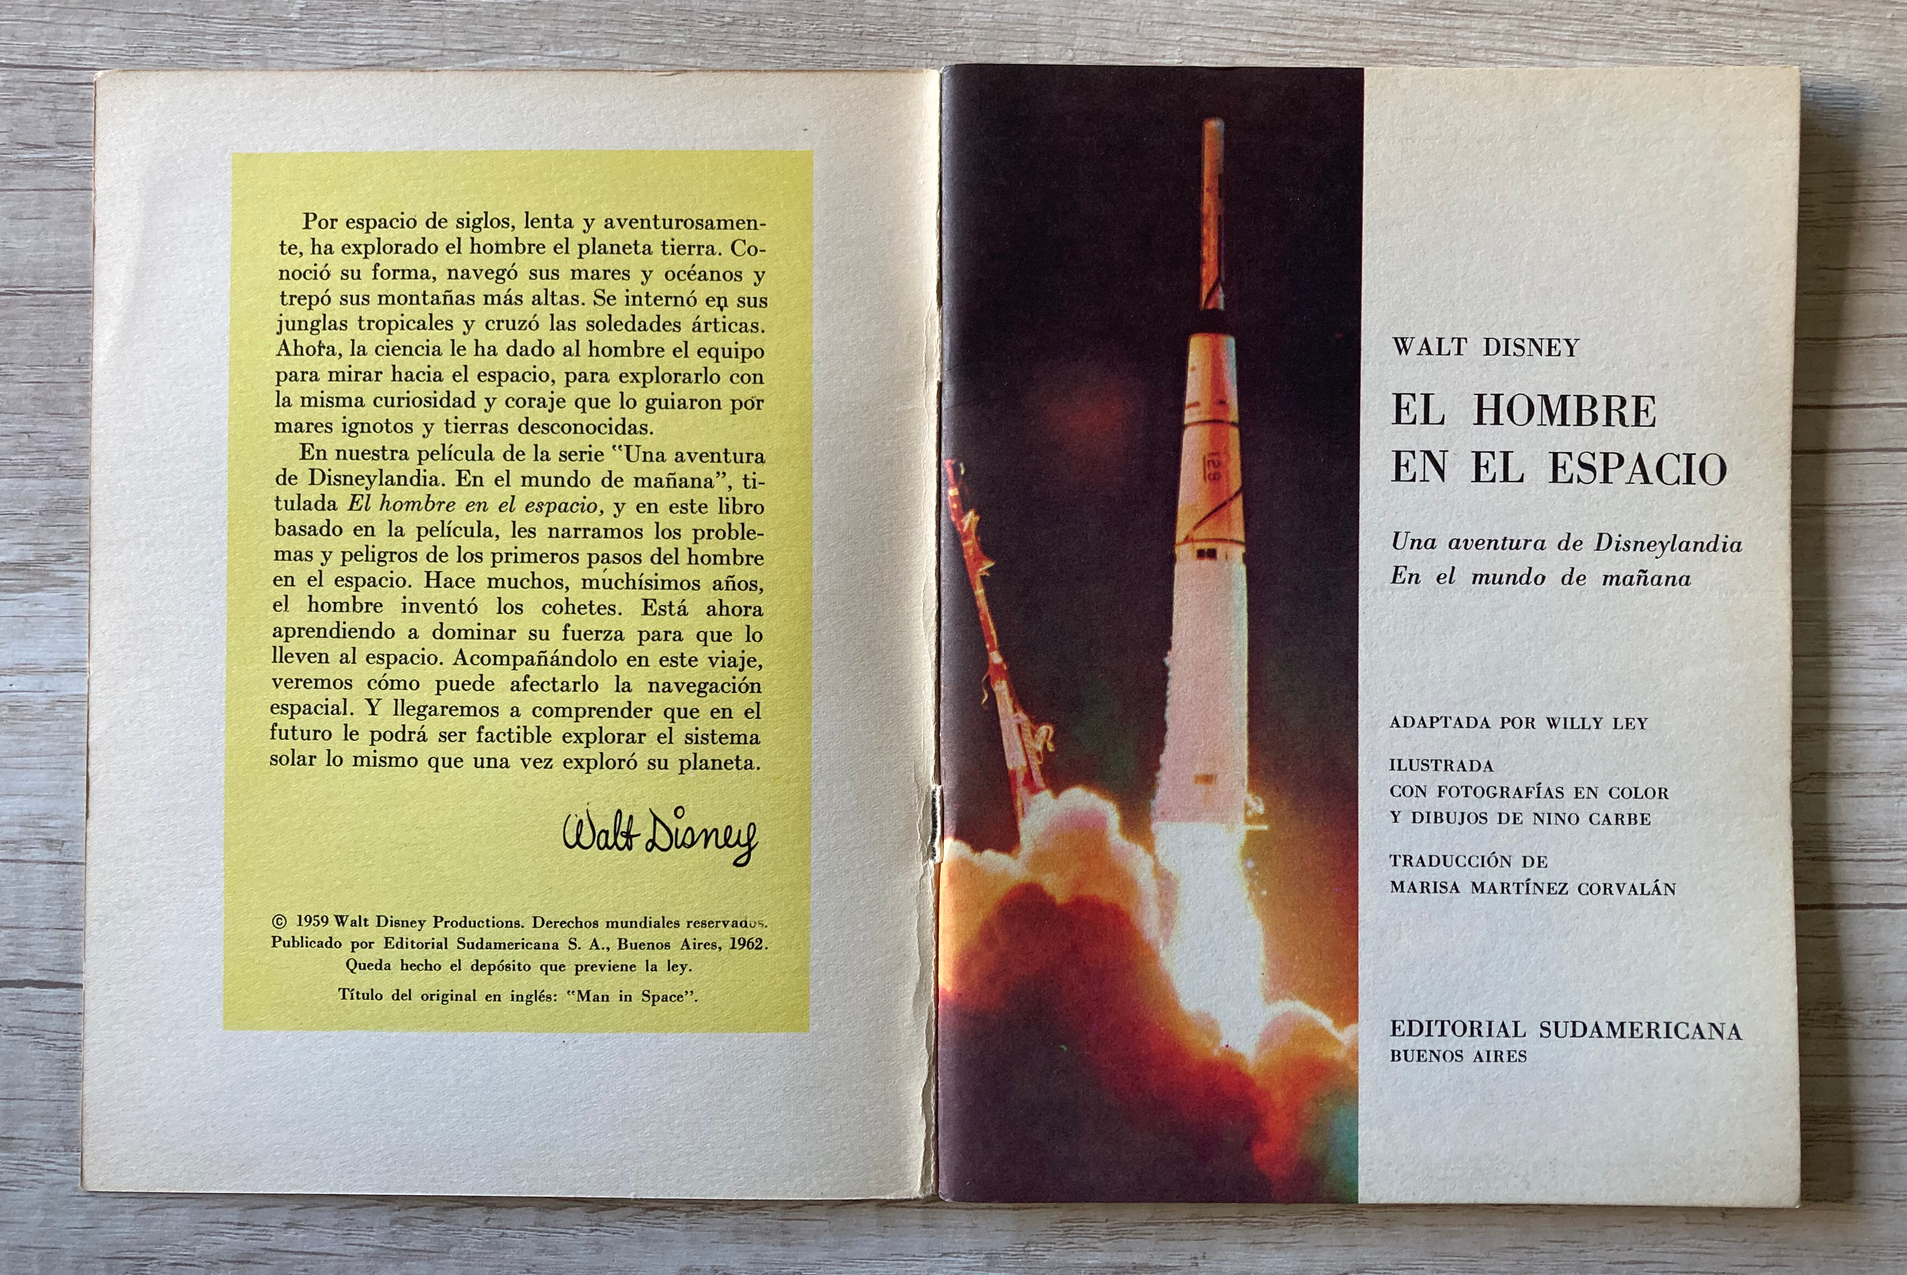 Por espacio de siglos, lenta y aventurosamen-
te, ha explorado el hombre el planeta tierra. Co-
noció su forma, navegó sus mares y océanos y
trepó sus montañas más altas. Se internó en sus
junglas tropicales y cruzó las soledades árticas.
Ahora, la ciencia le ha dado al hombre el equipo
para mirar hacia el espacio, para explorarlo con
la misma curiosidad y coraje que lo guiaron por
mares ignotos y tierras desconocidas.
En nuestra película de la serie “Una aventura
de Disneylandia. En el mundo de mañana”, ti-
tulada El hombre en el espacio, y en este libro
basado en la película, les narramos los proble-
mas y peligros de los primeros pasos del hombre
en el espacio. Hace muchos, muchísimos años,
el hombre inventó los cohetes. Está ahora
aprendiendo a dominar su fuerza para que lo
lleven al espacio. Acompañándolo en este viaje,
veremos cómo puede afectarlo la navegación
espacial. Y llegaremos a comprender que en el
futuro le podrá ser factible explorar el sistema
solar lo mismo que una vez exploró su planeta.
Walt Disney
© 1959 Walt Disney Productions. Derechos mundiales reservados.
Publicado por Editorial Sudamericana S. A., Buenos Aires, 1962.
Queda hecho el depósito que previene la ley.
Título del original en inglés: “Man in Space”.
129
WALT DISNEY
EL HOMBRE
EN EL ESPACIO
Una aventura de Disneylandia
En el mundo de mañana
ADAPTADA POR WILLY LEY
ILUSTRADA
CON FOTOGRAFÍAS EN COLOR
Y DIBUJOS DE NINO CARBE
TRADUCCIÓN DE
MARISA MARTÍNEZ CORVALÁN
EDITORIAL SUDAMERICANA
BUENOS AIRES